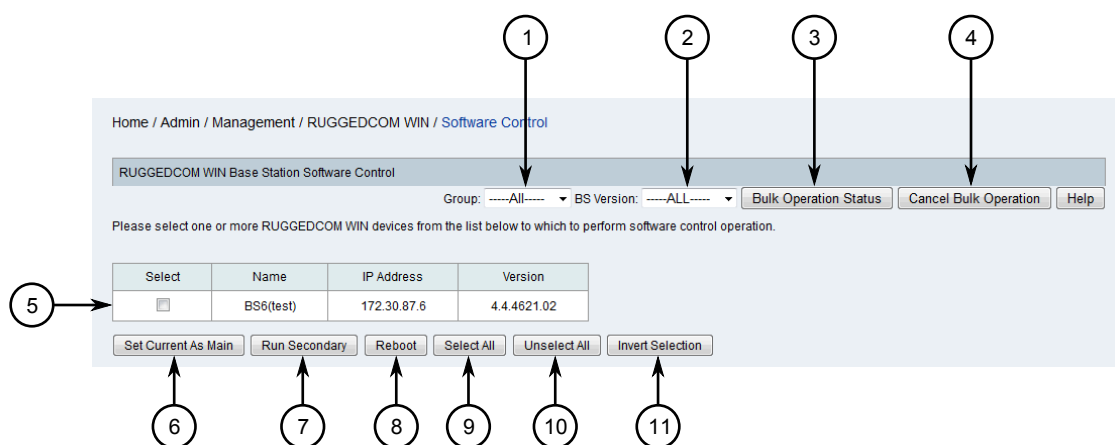 1 2 3 4
Home / Admin / Management / RUGGEDCOM WIN / Software Control
RUGGEDCOM WIN Base Station Software Control
Group: -----All----- BS Version: -----ALL----- Bulk Operation Status Cancel Bulk Operation Help
Please select one or more RUGGEDCOM WIN devices from the list below to which to perform software control operation.
Select Name IP Address Version
5 BS6(test) 172.30.87.6 4.4.4621.02
Set Current As Main Run Secondary Reboot Select All Unselect All Invert Selection
6 7 8 9 10 11